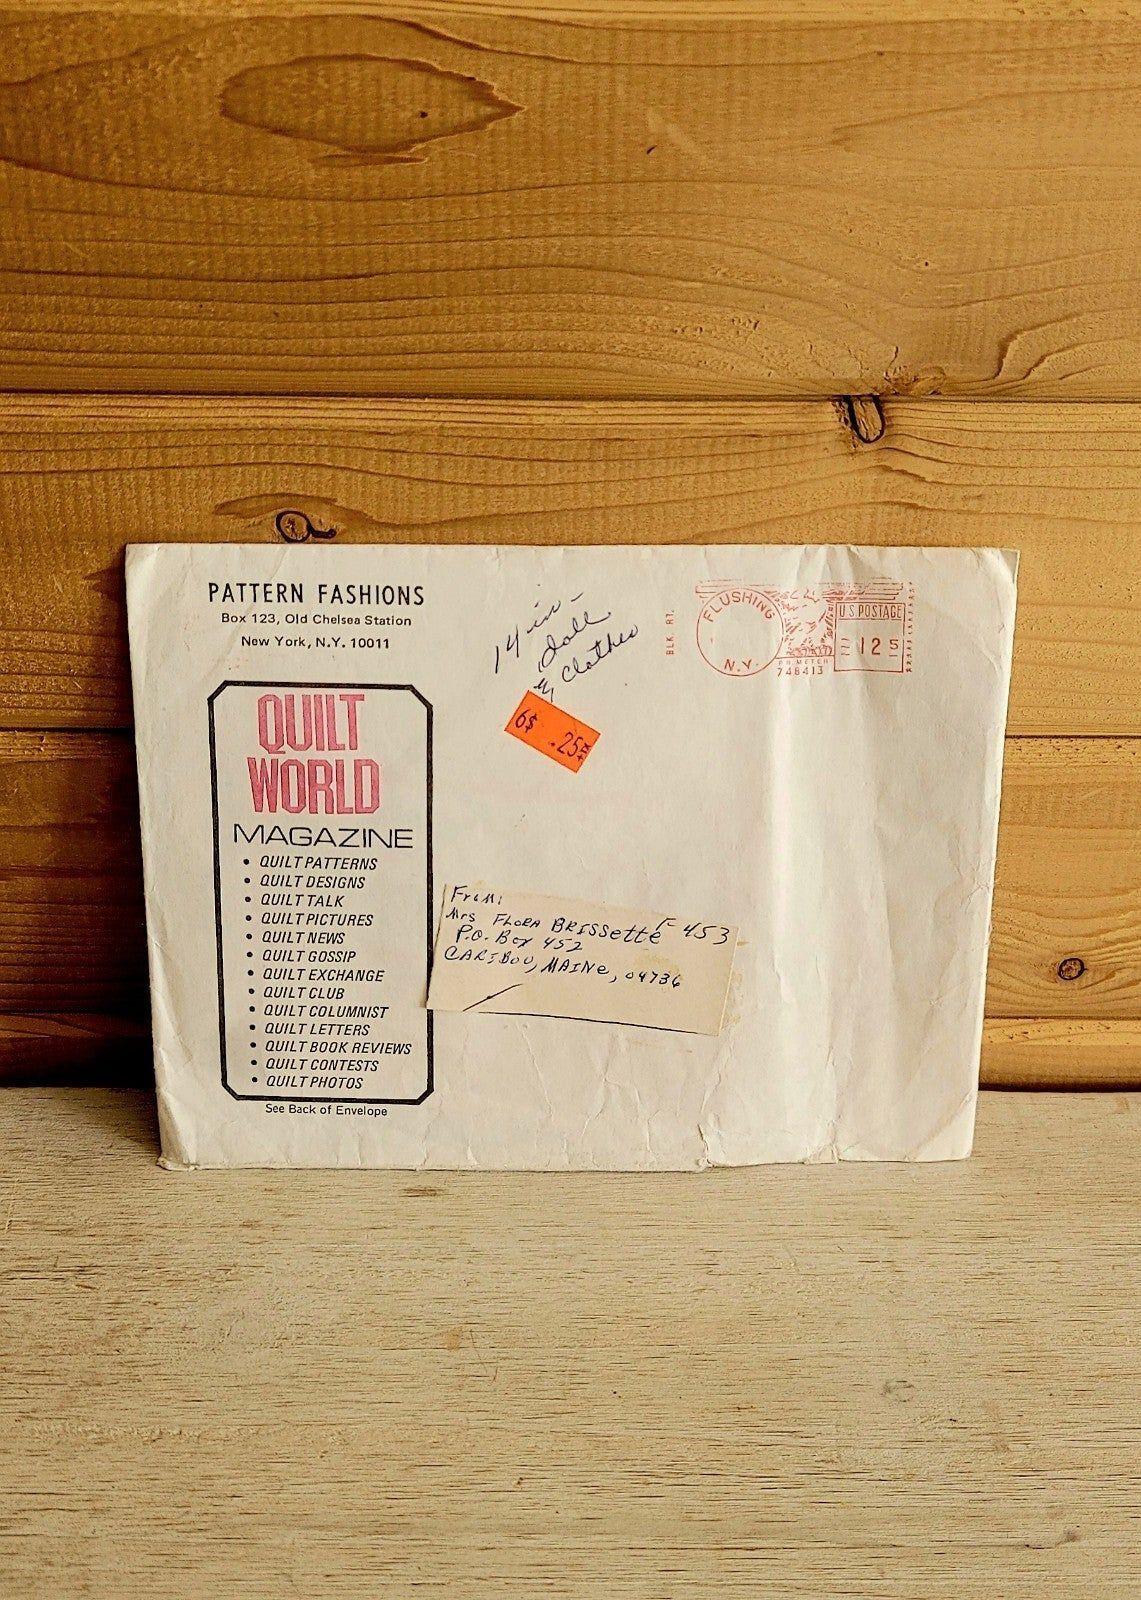 PATTERN FASHIONS
Box 123, Old Chelsea Station
New York, N.Y. 10011
14 in-
doll
& Clothes
6$ .25 +TX
BLK. RT.
FLUSHING
N.Y.
P.B. METER
748413
U.S. POSTAGE
12 5
QUILT
WORLD
MAGAZINE
• QUILT PATTERNS
• QUILT DESIGNS
• QUILT TALK
• QUILT PICTURES
• QUILT NEWS
• QUILT GOSSIP
• QUILT EXCHANGE
• QUILT CLUB
• QUILT COLUMNIST
• QUILT LETTERS
• QUILT BOOK REVIEWS
• QUILT CONTESTS
• QUILT PHOTOS
See Back of Envelope
From:
Mrs FLORA BRISSette F 453
P.O. Box 452
CARIBOU, MAINe, 04736